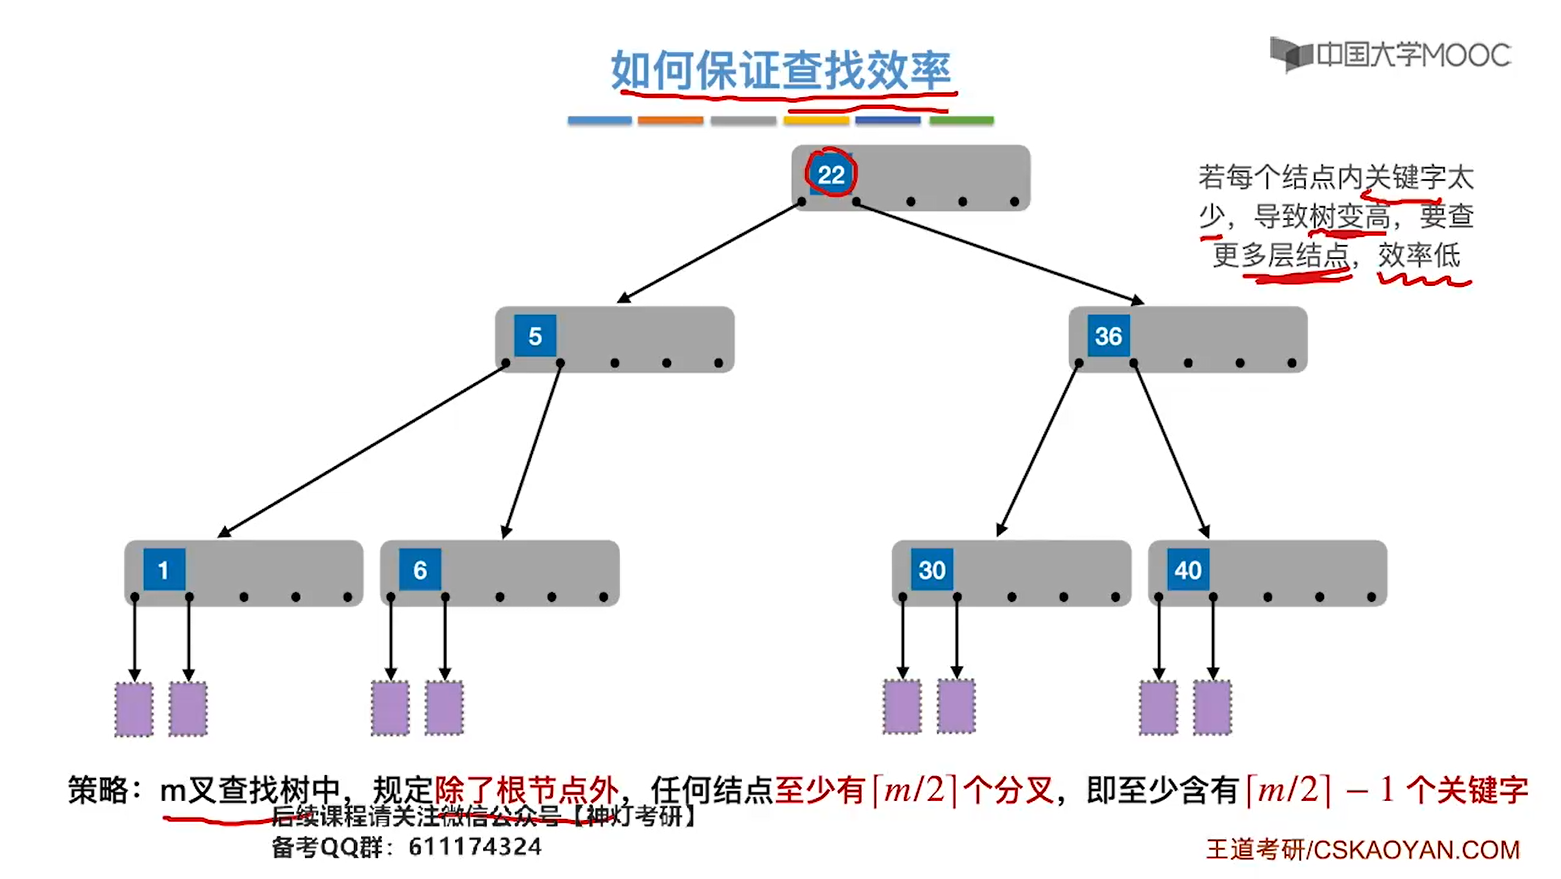 如何保证查找效率
中国大学MOOC
22
若每个结点内关键字太
少，导致树变高，要查
更多层结点，效率低
5
36
1
6
30
40
策略：m叉查找树中，规定除了根节点外，任何结点至少有⌈m/2⌉个分叉，即至少含有⌈m/2⌉ − 1 个关键字
后续课程请关注微信公众号【神灯考研】
备考QQ群：611174324
王道考研/CSKAOYAN.COM